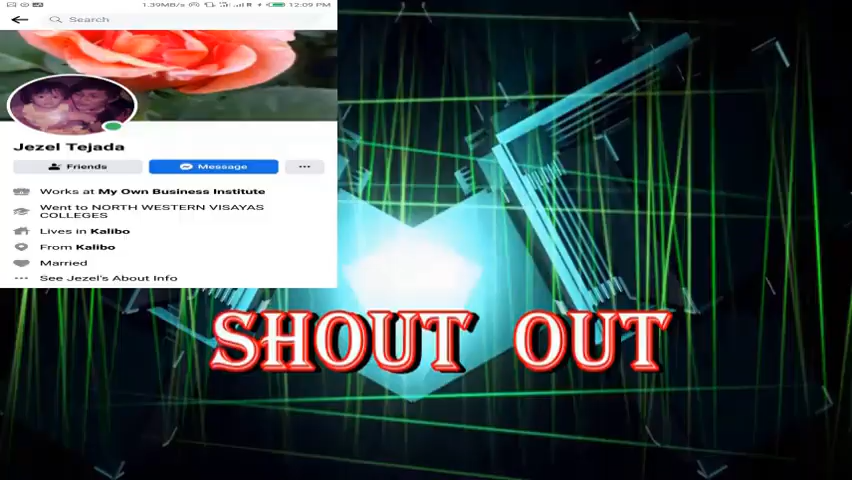 1.39MB/s 12:09 PM
Search
Jezel Tejada
Friends Message ...
Works at My Own Business Institute
Went to NORTH WESTERN VISAYAS
COLLEGES
Lives in Kalibo
From Kalibo
Married
... See Jezel's About Info
SHOUT OUT